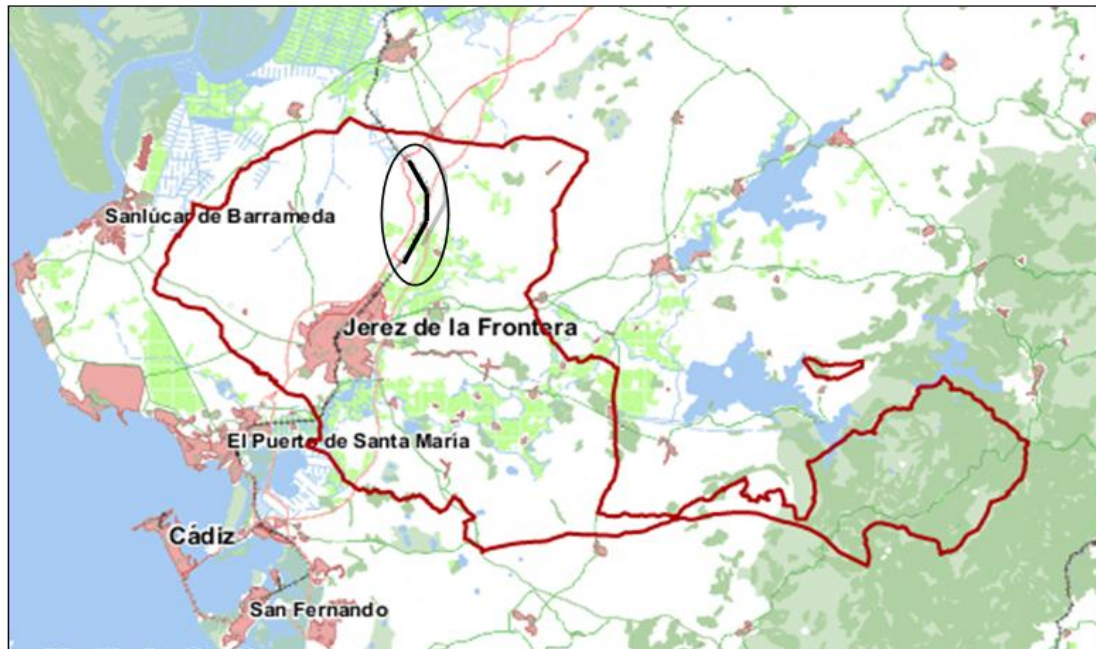 Sanlúcar de Barrameda
Jerez de la Frontera
El Puerto de Santa María
Cádiz
San Fernando